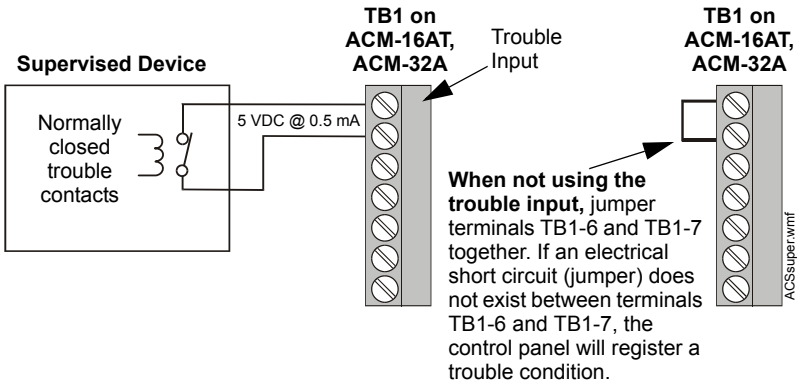 Supervised Device
Normally
closed
trouble
contacts
5 VDC @ 0.5 mA
TB1 on
ACM-16AT,
ACM-32A
Trouble
Input
TB1 on
ACM-16AT,
ACM-32A
When not using the
trouble input, jumper
terminals TB1-6 and TB1-7
together. If an electrical
short circuit (jumper) does
not exist between terminals
TB1-6 and TB1-7, the
control panel will register a
trouble condition.
ACSsuper.wmf